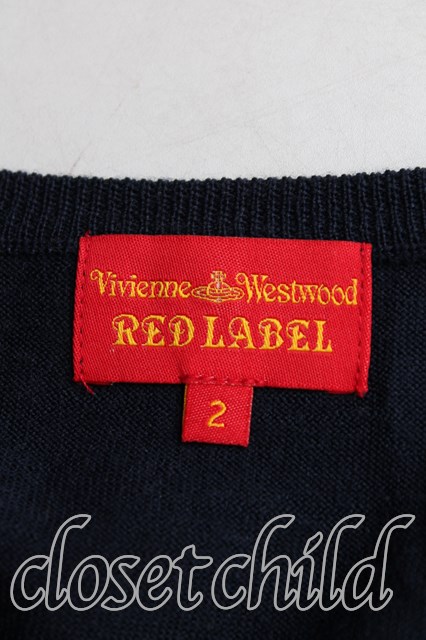 Vivienne Westwood
RED LABEL
2
closetchild